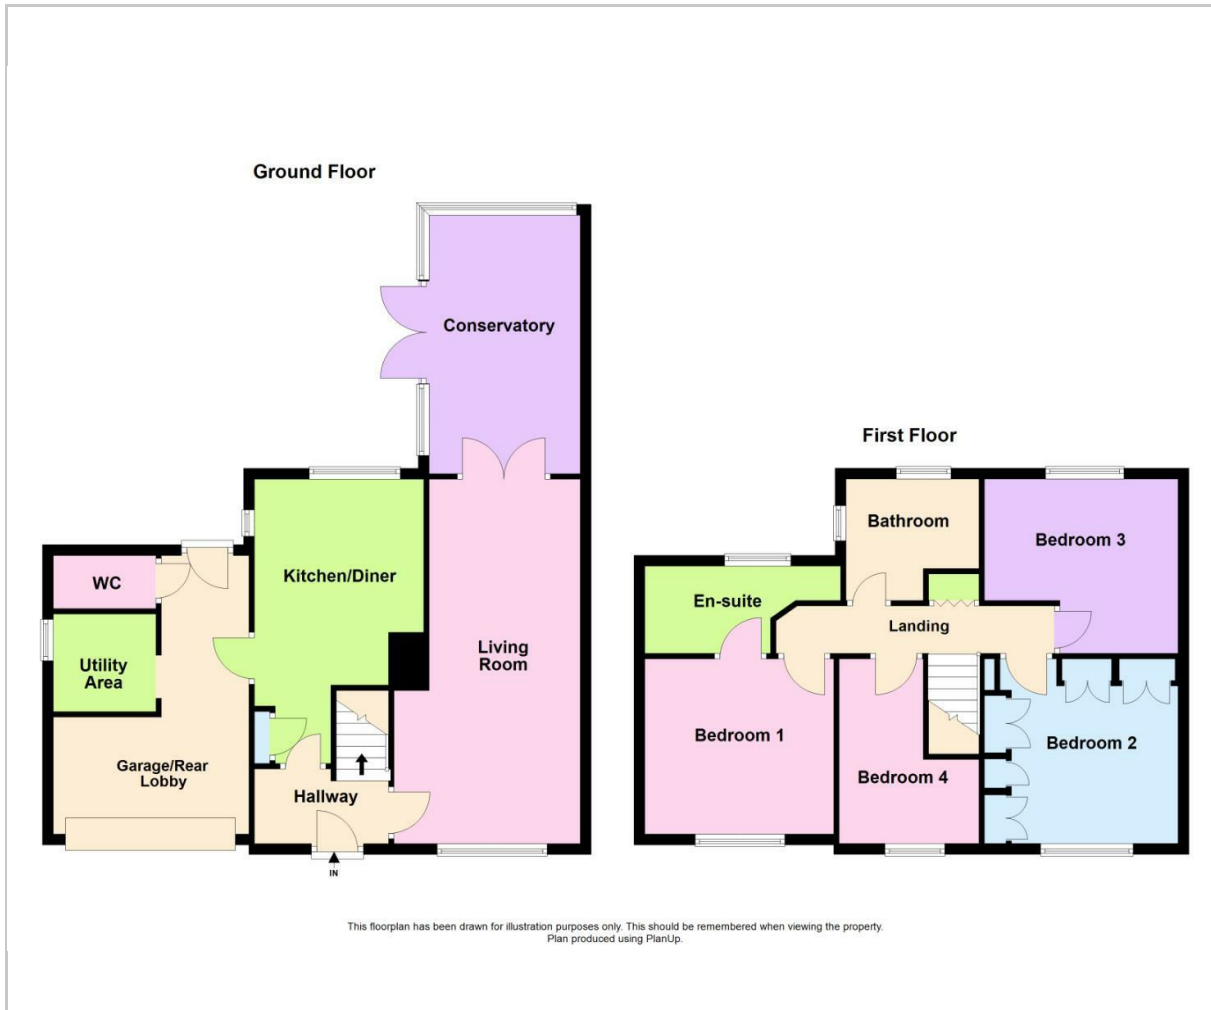 Ground Floor
Conservatory
Kitchen/Diner
WC
Utility
Area
Living
Room
Garage/Rear
Lobby
Hallway
IN
First Floor
Bathroom
Bedroom 3
En-suite
Landing
Bedroom 1
Bedroom 4
Bedroom 2
This floorplan has been drawn for illustration purposes only. This should be remembered when viewing the property.
Plan produced using PlanUp.